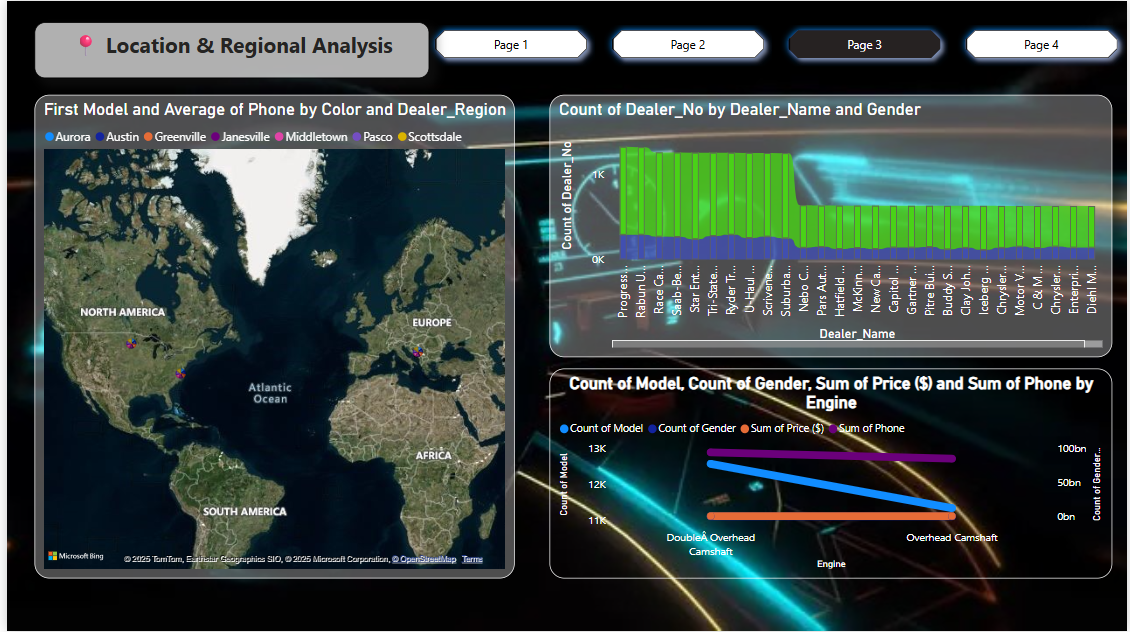 Location & Regional Analysis
Page 1
Page 2
Page 3
Page 4
First Model and Average of Phone by Color and Dealer_Region
Aurora Austin Greenville Janesville Middletown Pasco Scottsdale
NORTH AMERICA
EUROPE
Atlantic
Ocean
AFRICA
SOUTH AMERICA
Microsoft Bing
© 2025 TomTom, Earthstar Geographics SIO, © 2025 Microsoft Corporation, © OpenStreetMap Terms
Count of Dealer_No by Dealer_Name and Gender
Count of Dealer_No
1K
0K
Progress...
Rabun U...
Race Ca...
Saab-Be...
Star Ent...
Tri-State...
Ryder Tr...
U-Haul ...
Scrivene...
Suburba...
Nebo C...
Pars Aut...
Hatfield ...
McKinn...
New Ca...
Capitol ...
Gartner ...
Pitre Bui...
Buddy S...
Clay Joh...
Iceberg ...
Chrysler...
Motor V...
C & M ...
Chrysler...
Enterpri...
Diehl M...
Dealer_Name
Count of Model, Count of Gender, Sum of Price ($) and Sum of Phone by
Engine
Count of Model Count of Gender Sum of Price ($) Sum of Phone
Count of Model
13K
12K
11K
100bn
50bn
0bn
Count of Gender...
DoubleÂ Overhead
Camshaft
Overhead Camshaft
Engine